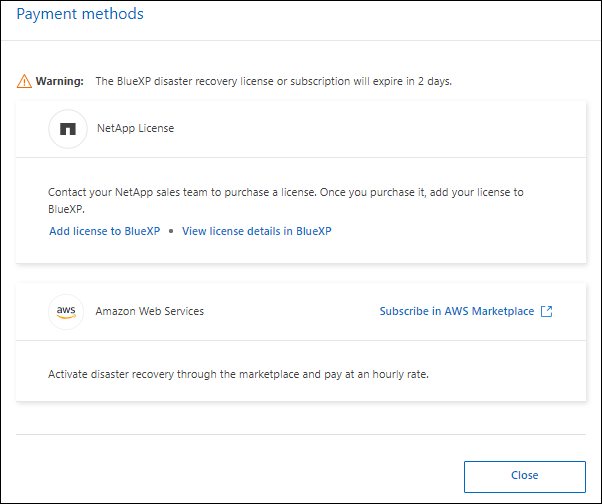 Payment methods
Warning: The BlueXP disaster recovery license or subscription will expire in 2 days.
NetApp License
Contact your NetApp sales team to purchase a license. Once you purchase it, add your license to
BlueXP.
Add license to BlueXP • View license details in BlueXP
aws Amazon Web Services Subscribe in AWS Marketplace
Activate disaster recovery through the marketplace and pay at an hourly rate.
Close